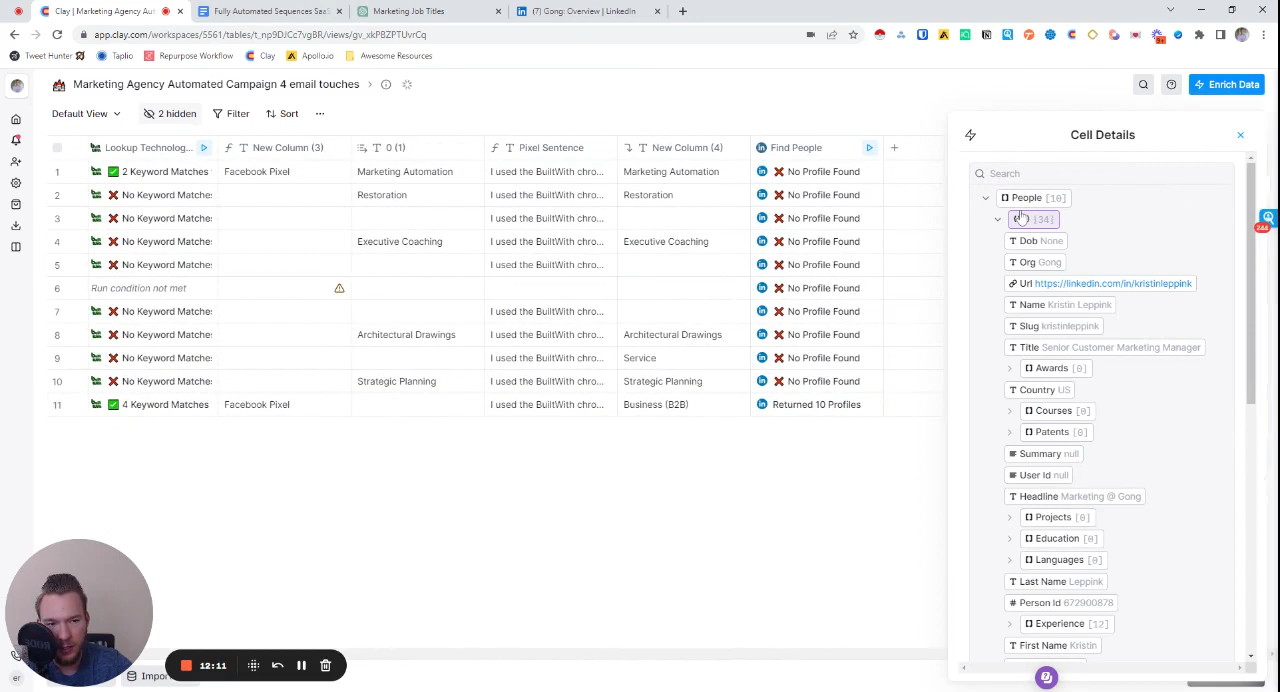 Clay | Marketing Agency Au
Fully Automated Sequences SaaS
Marketing Job Titles
(7) Gong: Overview | LinkedIn
app.clay.com/workspaces/5561/tables/t_np9DJCc7vgBR/views/gv_xkPBZPTUvrCq
Tweet Hunter
Taplio
Repurpose Workflow
Clay
Apollo.io
Awesome Resources
Marketing Agency Automated Campaign 4 email touches
Enrich Data
Default View
2 hidden
Filter
Sort
Lookup Technolog... New Column (3) 0 (1) Pixel Sentence New Column (4) Find People
1 2 Keyword Matches Facebook Pixel Marketing Automation I used the BuiltWith chro... Marketing Automation No Profile Found
2 No Keyword Matches Restoration I used the BuiltWith chro... Restoration No Profile Found
3 No Keyword Matches I used the BuiltWith chro... No Profile Found
4 No Keyword Matches Executive Coaching I used the BuiltWith chro... Executive Coaching No Profile Found
5 No Keyword Matches I used the BuiltWith chro... No Profile Found
6 Run condition not met No Profile Found
7 No Keyword Matches I used the BuiltWith chro... No Profile Found
8 No Keyword Matches Architectural Drawings I used the BuiltWith chro... Architectural Drawings No Profile Found
9 No Keyword Matches I used the BuiltWith chro... Service No Profile Found
10 No Keyword Matches Strategic Planning I used the BuiltWith chro... Strategic Planning No Profile Found
11 4 Keyword Matches Facebook Pixel I used the BuiltWith chro... Business (B2B) Returned 10 Profiles
Cell Details
Search
People [10]
{34}
Dob None
Org Gong
Url https://linkedin.com/in/kristinleppink
Name Kristin Leppink
Slug kristinleppink
Title Senior Customer Marketing Manager
Awards [0]
Country US
Courses [0]
Patents [0]
Summary null
User Id null
Headline Marketing @ Gong
Projects [0]
Education [0]
Languages [0]
Last Name Leppink
Person Id 672900878
Experience [12]
First Name Kristin
244
12:11
er
Impor